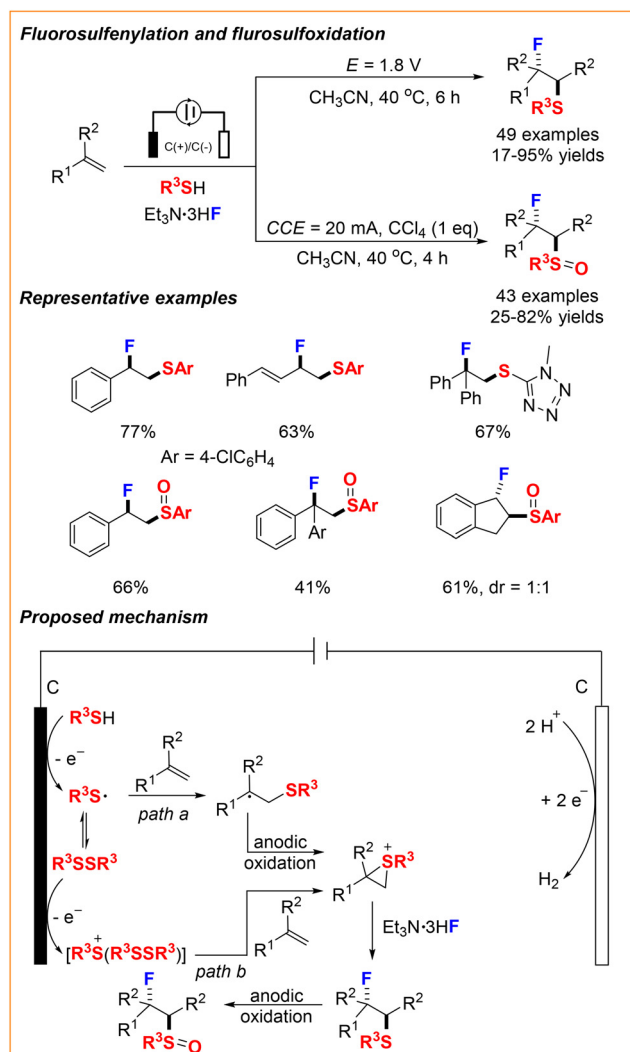 Fluorosulfenylation and flurosulfoxidation
E = 1.8 V
CH₃CN, 40 °C, 6 h
F
R²
R²
R¹
R³S
49 examples
17-95% yields
R²
R¹
C(+)/C(-)
R³SH
Et₃N·3HF
CCE = 20 mA, CCl₄ (1 eq)
CH₃CN, 40 °C, 4 h
F
R²
R²
R¹
R³S=O
43 examples
25-82% yields
Representative examples
F
SAr
77%
F
Ph
SAr
63%
F
Ph
Ph
S
N
N
N
N
67%
Ar = 4-ClC₆H₄
F
O
SAr
66%
F
O
SAr
Ar
41%
F
O
SAr
61%, dr = 1:1
Proposed mechanism
C
C
R³SH
- e⁻
R³S·
R²
R¹
path a
R²
SR³
R¹
2 H⁺
+ 2 e⁻
H₂
R³SSR³
anodic
oxidation
+
R²
SR³
R¹
- e⁻
[R³S⁺(R³SSR³)]
R²
R¹
path b
Et₃N·3HF
F
R²
R²
R¹
R³S=O
anodic
oxidation
F
R²
R²
R¹
R³S